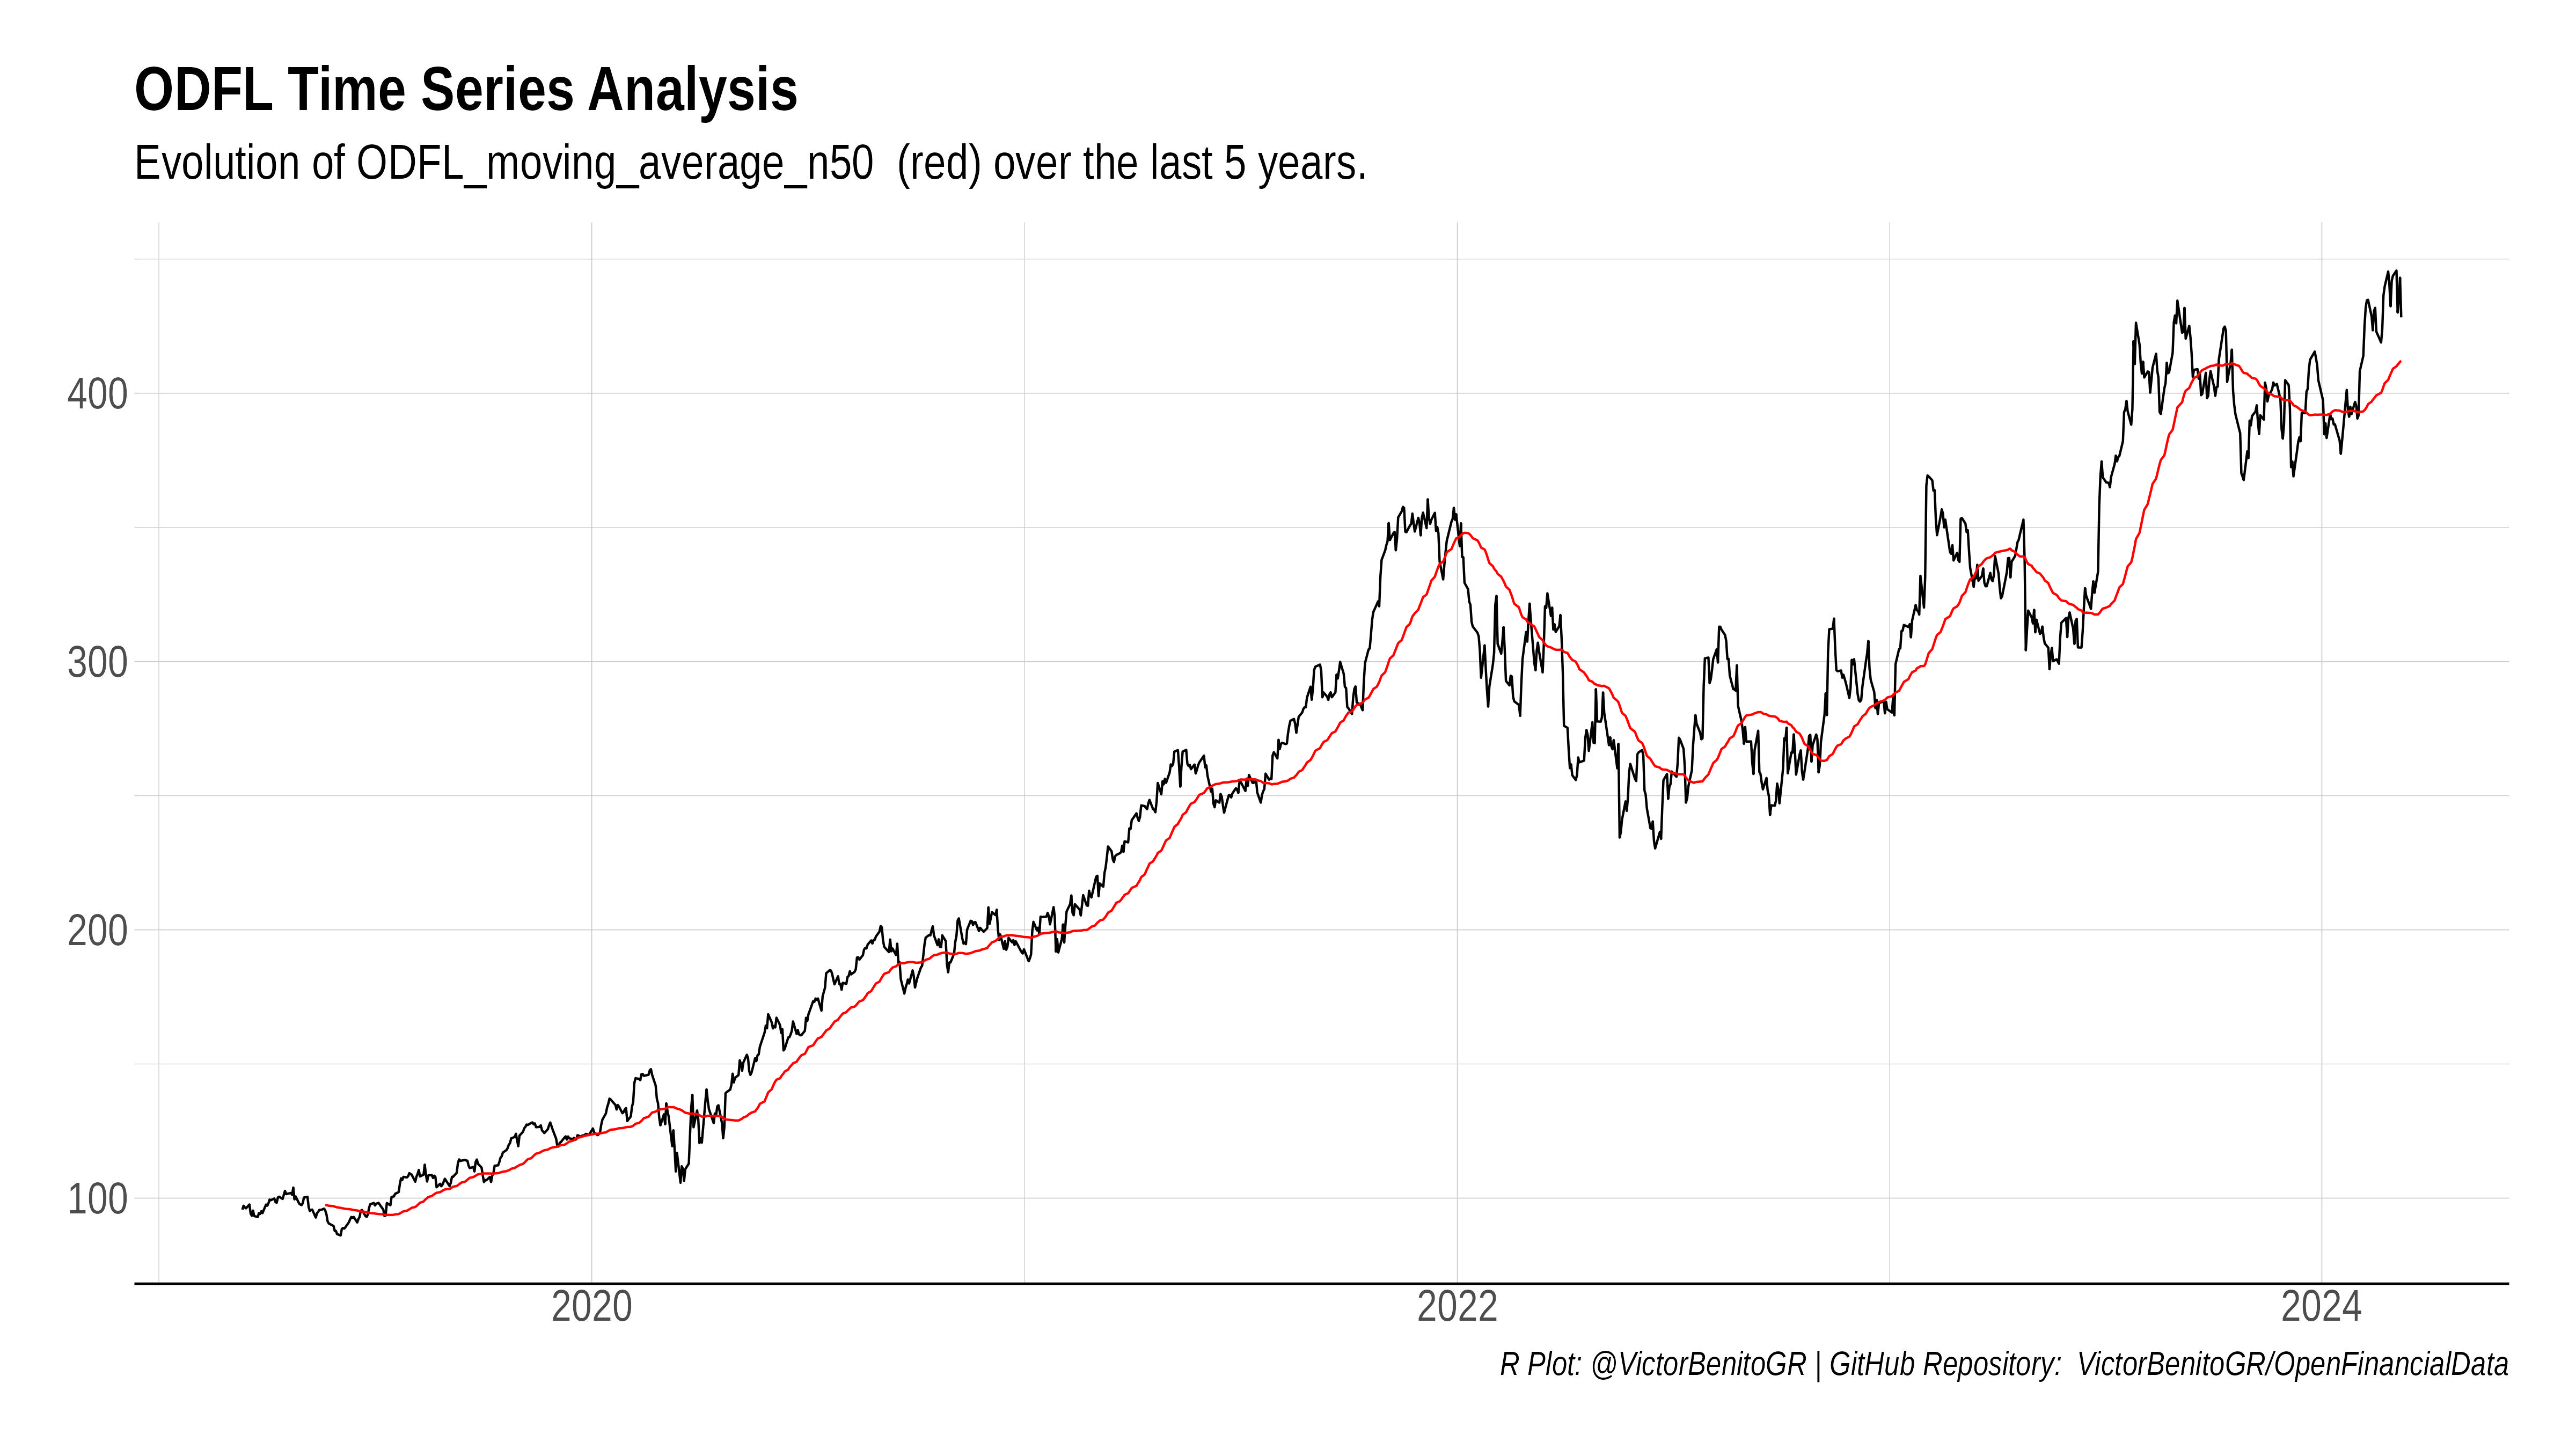 ODFL Time Series Analysis
Evolution of ODFL_moving_average_n50  (red) over the last 5 years.
400
300
200
100
2020 2022 2024
R Plot: @VictorBenitoGR | GitHub Repository:  VictorBenitoGR/OpenFinancialData